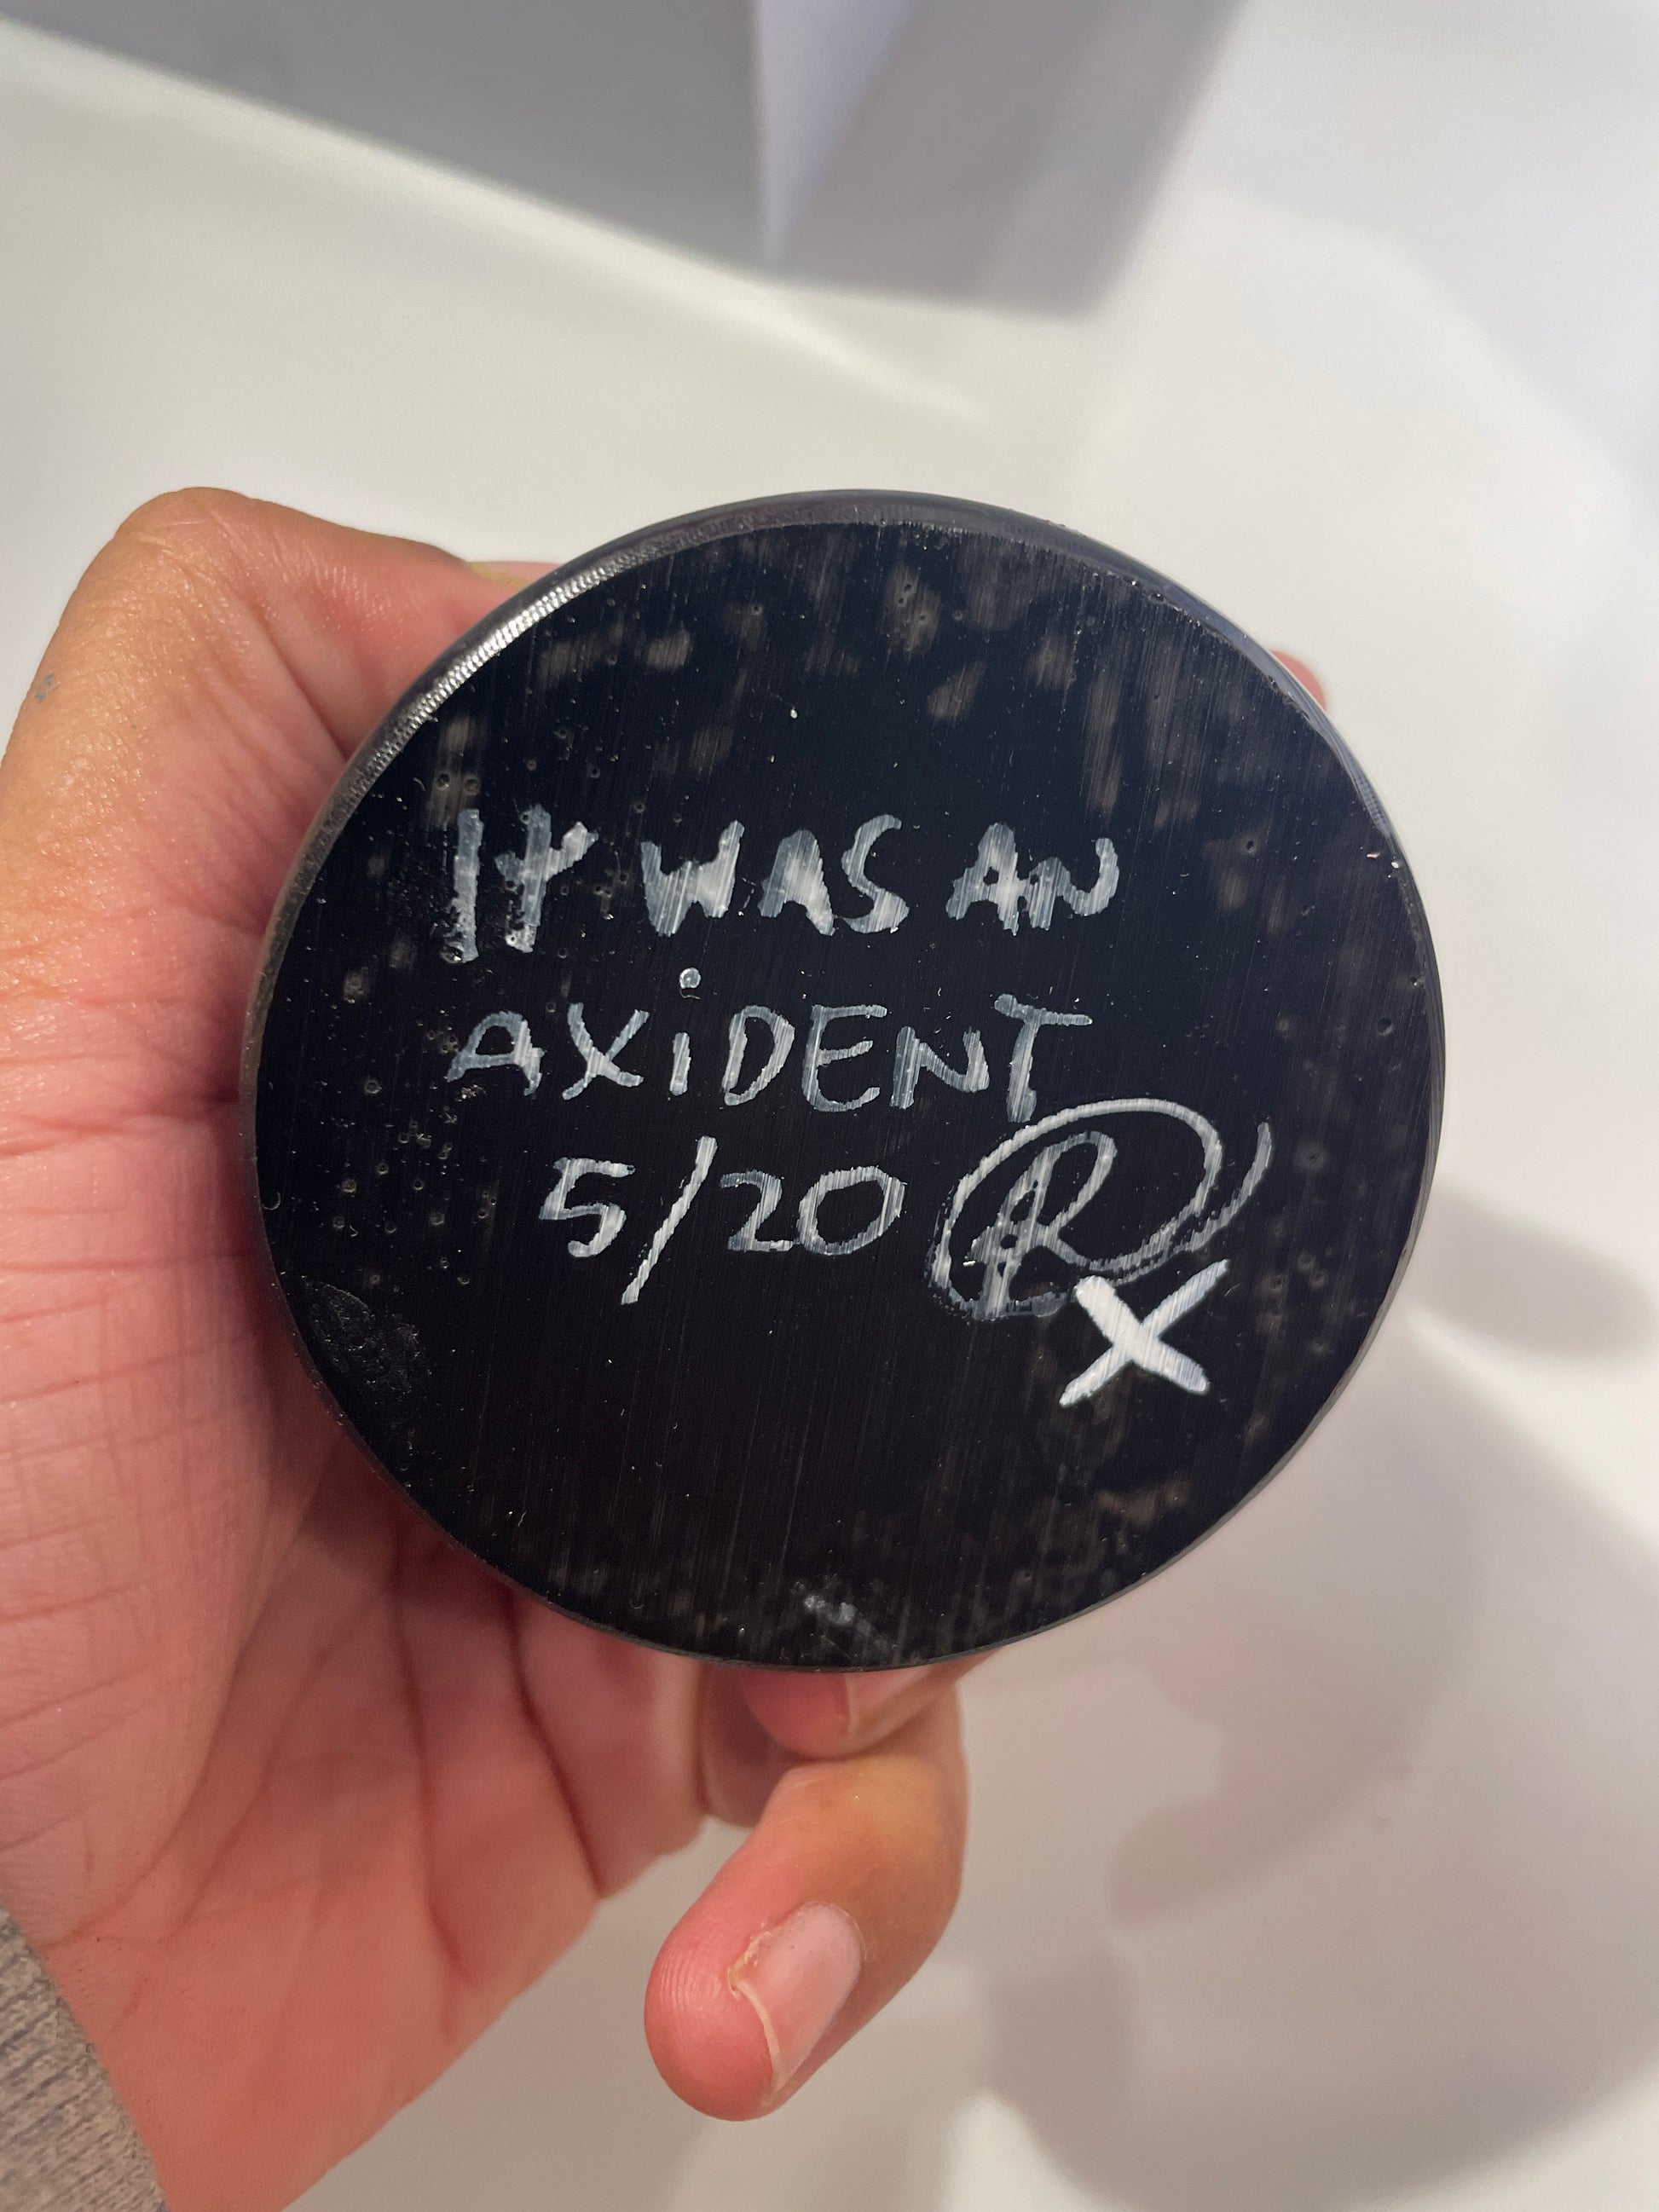 It WAS AN
AXiDENT
5/20 R
X